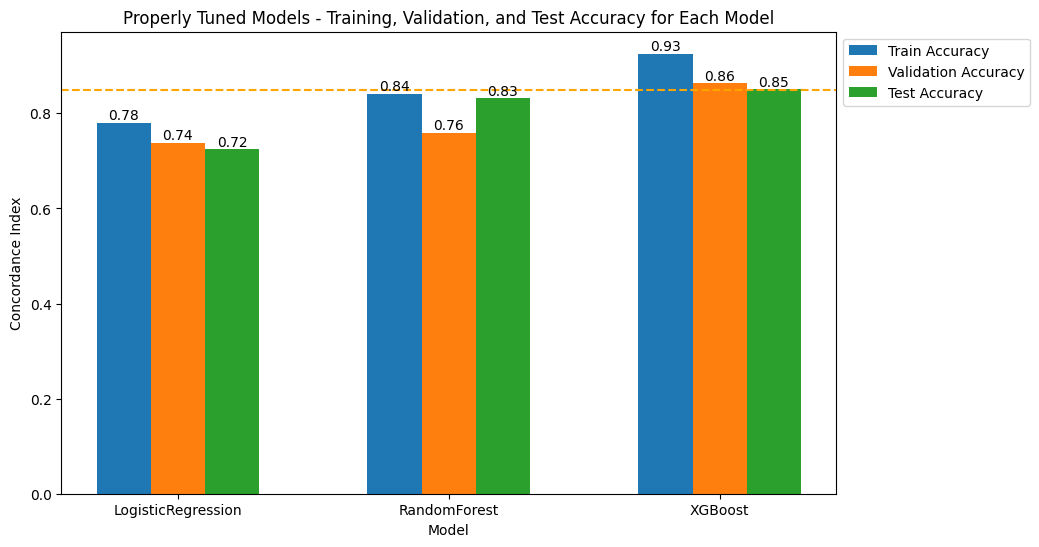 Properly Tuned Models - Training, Validation, and Test Accuracy for Each Model
Concordance Index
0.8
0.6
0.4
0.2
0.0
0.78
0.74
0.72
0.84
0.76
0.83
0.93
0.86
0.85
LogisticRegression
RandomForest
XGBoost
Model
Train Accuracy
Validation Accuracy
Test Accuracy